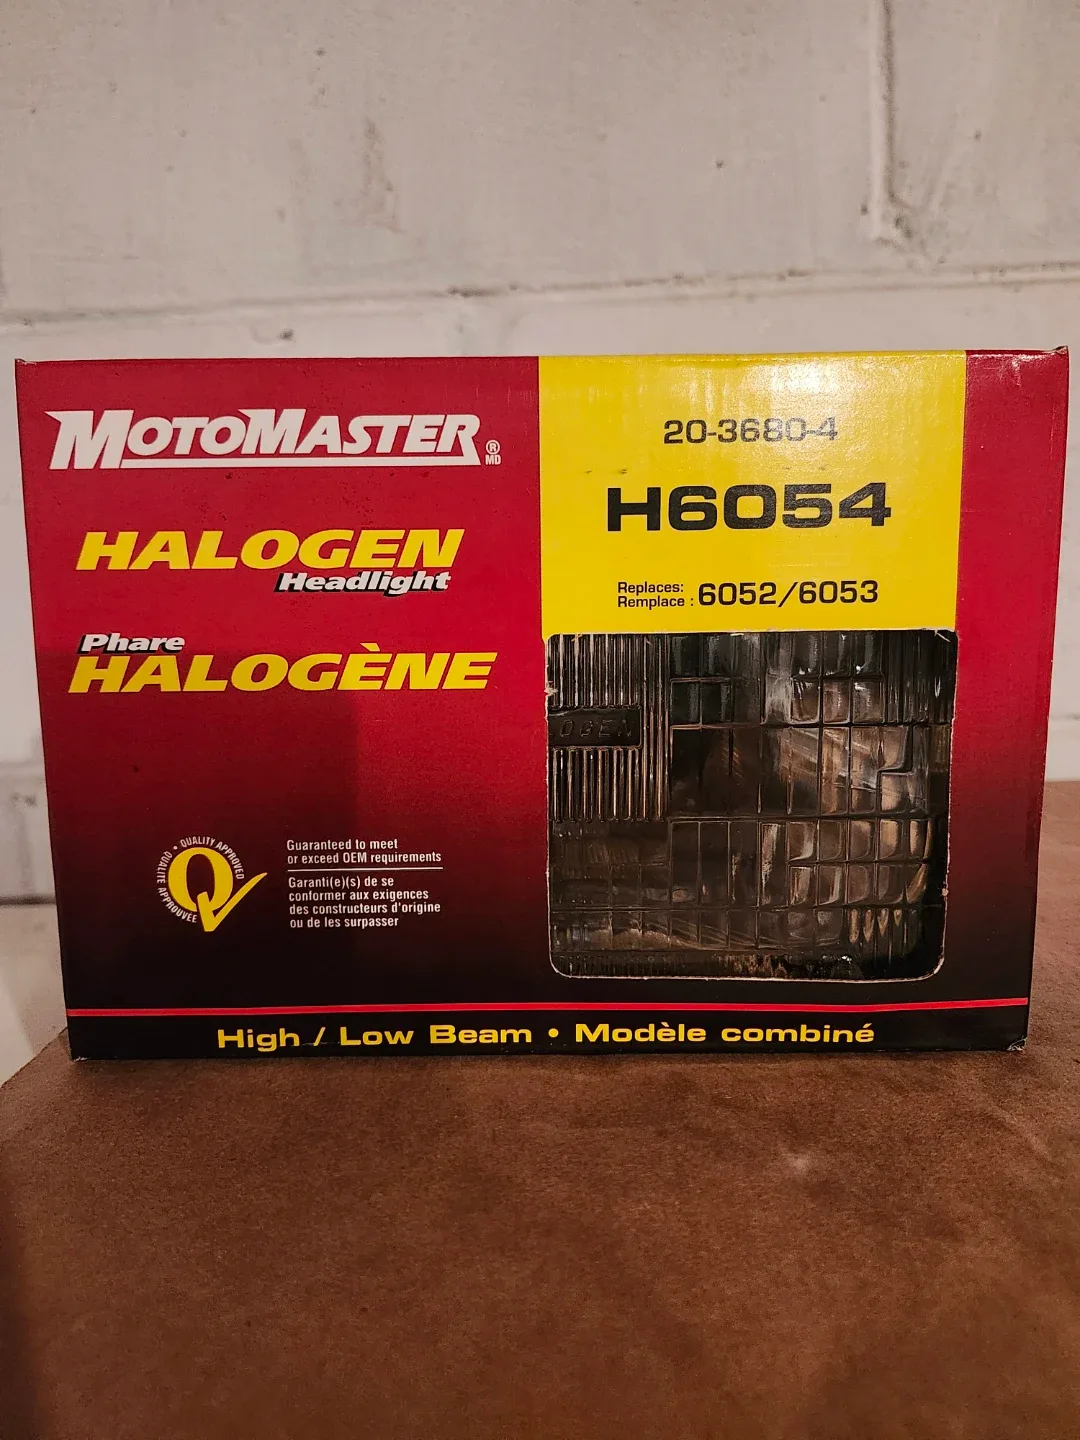 MOTOMASTER ® MD
HALOGEN
Headlight
Phare
HALOGÈNE
QUALITY APPROVED • QUALITÉ APPROUVÉE
Guaranteed to meet
or exceed OEM requirements
Garanti(e)(s) de se
conformer aux exigences
des constructeurs d'origine
ou de les surpasser
20-3680-4
H6054
Replaces:
Remplace : 6052/6053
OGEN
High / Low Beam • Modèle combiné